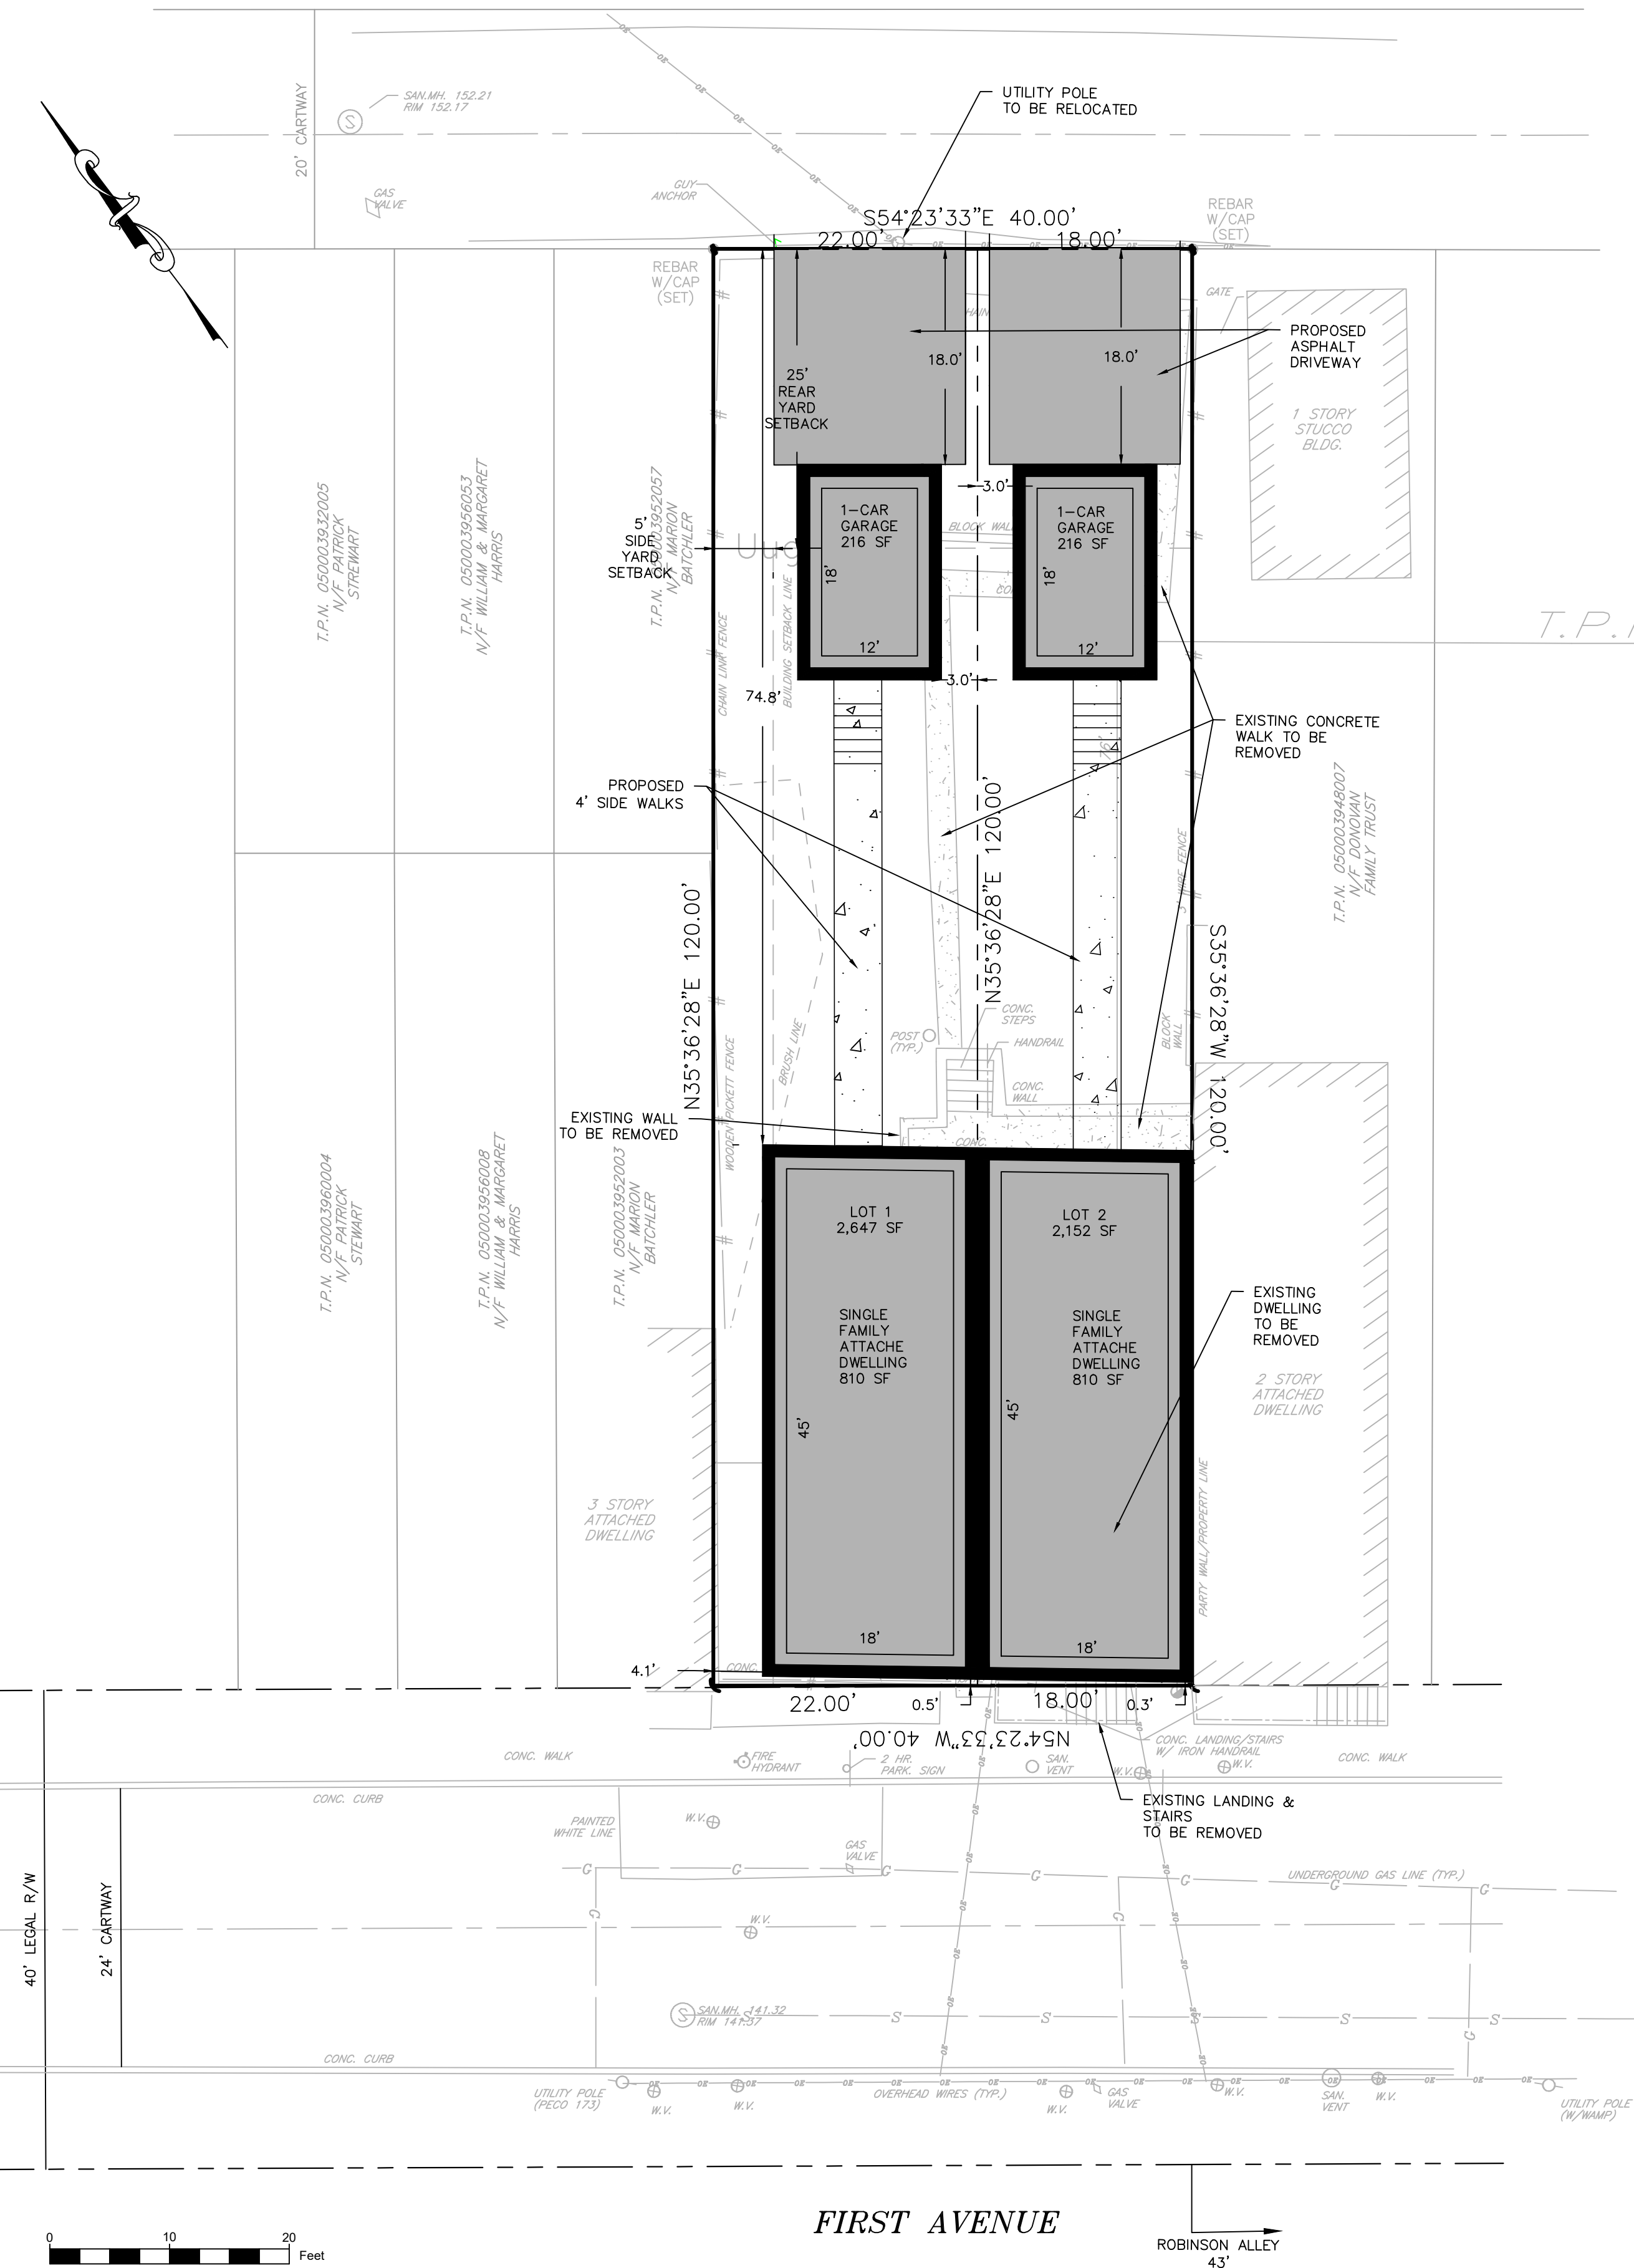 20' CARTWAY
SAN.MH. 152.21
RIM 152.17
UTILITY POLE
TO BE RELOCATED
GAS
VALVE
GUY
ANCHOR
S54°23'33"E 40.00'
22.00'
18.00'
REBAR
W/CAP
(SET)
REBAR
W/CAP
(SET)
GATE
PROPOSED
ASPHALT
DRIVEWAY
18.0'
18.0'
25'
REAR
YARD
SETBACK
1 STORY
STUCCO
BLDG.
T.P.N. 050003932005
N/F PATRICK
STREWART
T.P.N. 050003956053
N/F WILLIAM & MARGARET
HARRIS
T.P.N. 050003952057
N/F MARION
BATCHLER
3.0'
1-CAR
GARAGE
216 SF
18'
12'
1-CAR
GARAGE
216 SF
18'
12'
BLOCK WALL
5'
SIDE
YARD
SETBACK
CHAIN LINK FENCE
BUILDING SETBACK LINE
T.P.
3.0'
74.8'
EXISTING CONCRETE
WALK TO BE
REMOVED
PROPOSED
4' SIDE WALKS
T.P.N. 050003948007
N/F DONOVAN
FAMILY TRUST
3' WIRE FENCE
N35°36'28"E 120.00'
N35°36'28"E 120.00'
S35°36'28"W 120.00'
CONC.
STEPS
POST
(TYP.)
HANDRAIL
BLOCK
WALL
BRUSH LINE
WOODEN PICKETT FENCE
CONC.
WALL
EXISTING WALL
TO BE REMOVED
CONC.
T.P.N. 050003960004
N/F PATRICK
STEWART
T.P.N. 050003956008
N/F WILLIAM & MARGARET
HARRIS
T.P.N. 050003952003
N/F MARION
BATCHLER
LOT 1
2,647 SF
LOT 2
2,152 SF
SINGLE
FAMILY
ATTACHE
DWELLING
810 SF
SINGLE
FAMILY
ATTACHE
DWELLING
810 SF
EXISTING
DWELLING
TO BE
REMOVED
2 STORY
ATTACHED
DWELLING
45'
45'
3 STORY
ATTACHED
DWELLING
PARTY WALL/PROPERTY LINE
18'
18'
4.1'
CONC.
22.00'
0.5'
18.00'
0.3'
N54°23'33"W 40.00'
CONC. LANDING/STAIRS
W/ IRON HANDRAIL
CONC. WALK
FIRE
HYDRANT
2 HR.
PARK. SIGN
SAN.
VENT
W.V.
W.V.
CONC. WALK
CONC. CURB
EXISTING LANDING &
STAIRS
TO BE REMOVED
PAINTED
WHITE LINE
W.V.
GAS
VALVE
UNDERGROUND GAS LINE (TYP.)
40' LEGAL R/W
24' CARTWAY
W.V.
SAN.MH. 141.32
RIM 141.37
CONC. CURB
UTILITY POLE
(PECO 173)
W.V.
W.V.
OVERHEAD WIRES (TYP.)
W.V.
GAS
VALVE
W.V.
SAN.
VENT
W.V.
UTILITY POLE
(W/WAMP)
FIRST AVENUE
ROBINSON ALLEY
43'
0 10 20
Feet